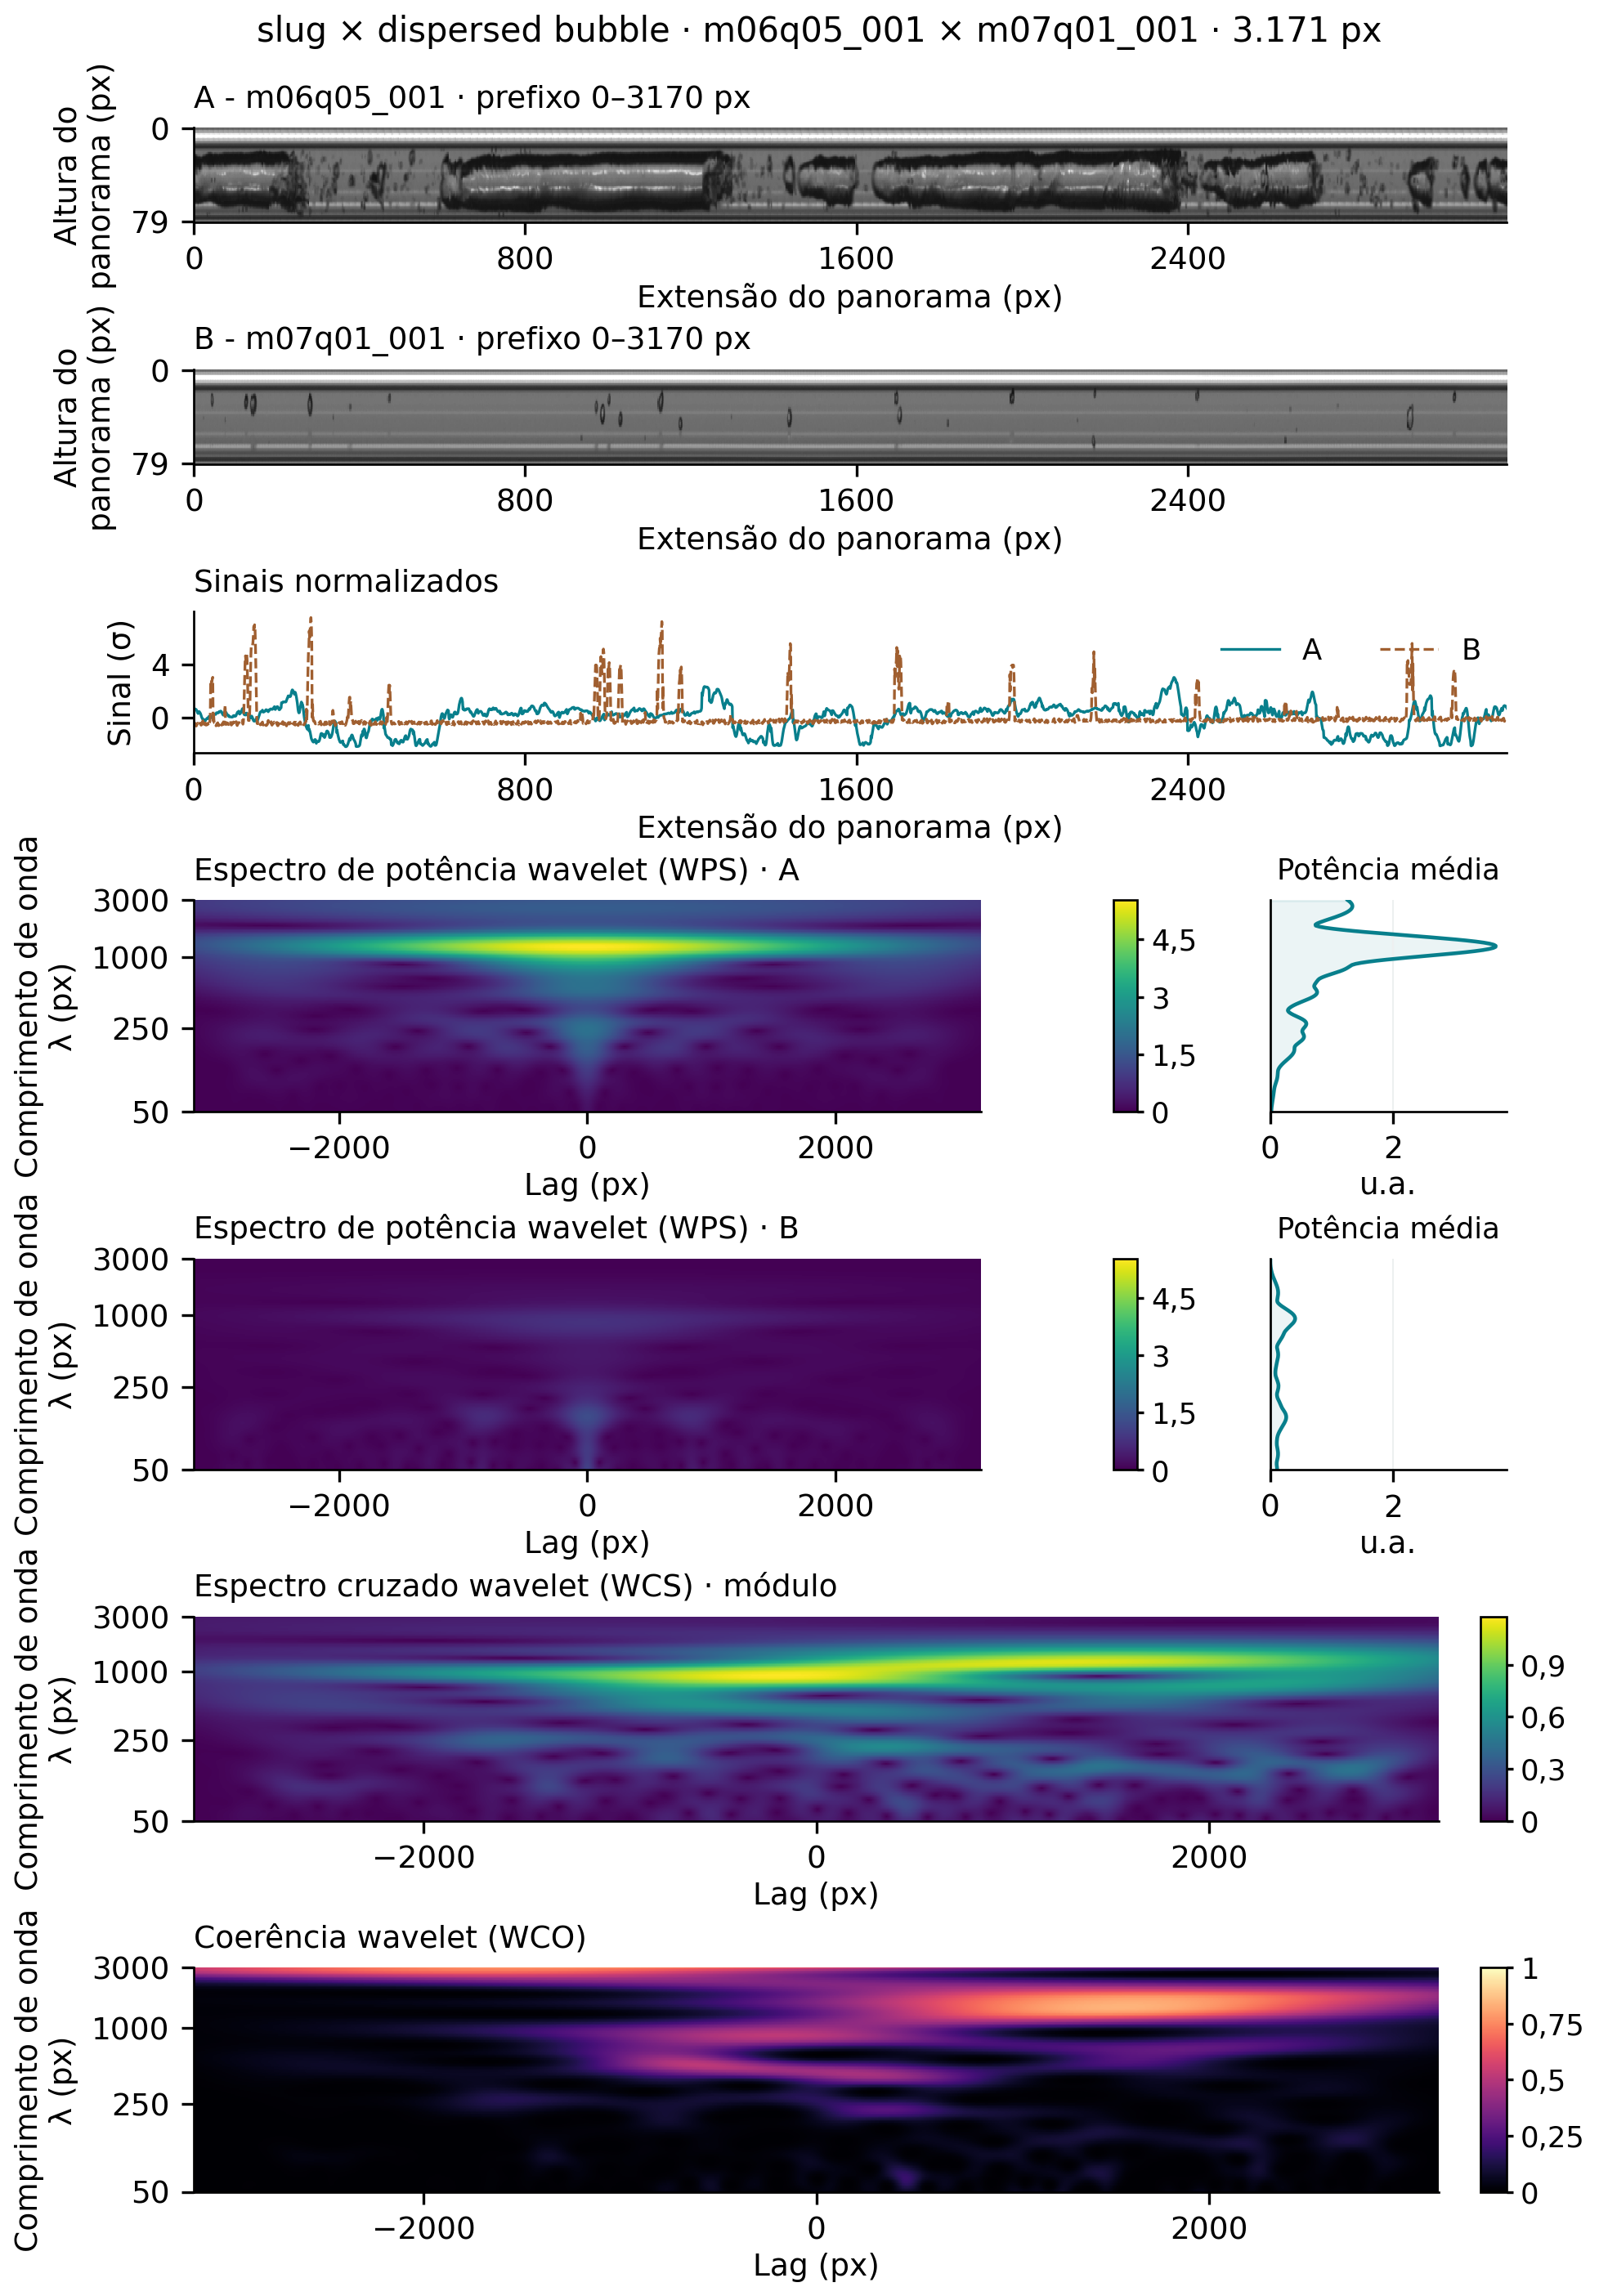 slug × dispersed bubble · m06q05_001 × m07q01_001 · 3.171 px
A - m06q05_001 · prefixo 0–3170 px
Altura do
panorama (px)
0
79
0
800
1600
2400
Extensão do panorama (px)
B - m07q01_001 · prefixo 0–3170 px
Altura do
panorama (px)
0
79
0
800
1600
2400
Extensão do panorama (px)
Sinais normalizados
Sinal (σ)
4
0
A
B
0
800
1600
2400
Extensão do panorama (px)
Espectro de potência wavelet (WPS) · A
Comprimento de onda
λ (px)
3000
1000
250
50
−2000
0
2000
Lag (px)
4,5
3
1,5
0
Potência média
0
2
u.a.
Espectro de potência wavelet (WPS) · B
Comprimento de onda
λ (px)
3000
1000
250
50
−2000
0
2000
Lag (px)
4,5
3
1,5
0
Potência média
0
2
u.a.
Espectro cruzado wavelet (WCS) · módulo
Comprimento de onda
λ (px)
3000
1000
250
50
−2000
0
2000
Lag (px)
0,9
0,6
0,3
0
Coerência wavelet (WCO)
Comprimento de onda
λ (px)
3000
1000
250
50
−2000
0
2000
Lag (px)
1
0,75
0,5
0,25
0